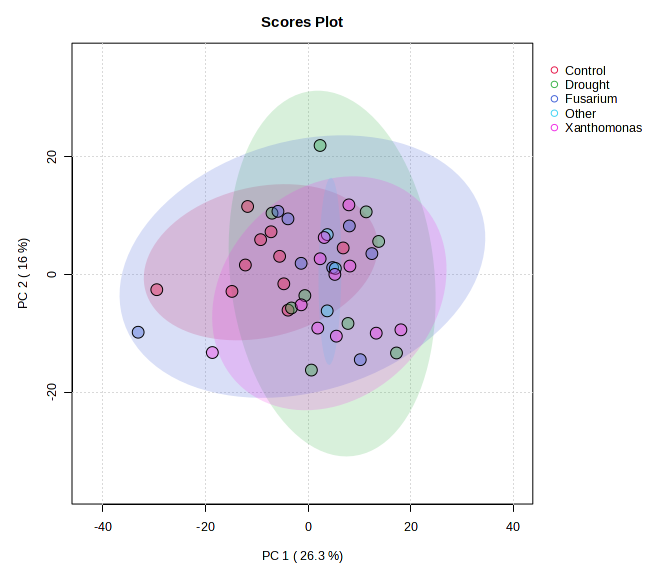 Scores Plot
Control
Drought
Fusarium
Other
Xanthomonas
20
0
-20
PC 2 ( 16 %)
-40
-20
0
20
40
PC 1 ( 26.3 %)